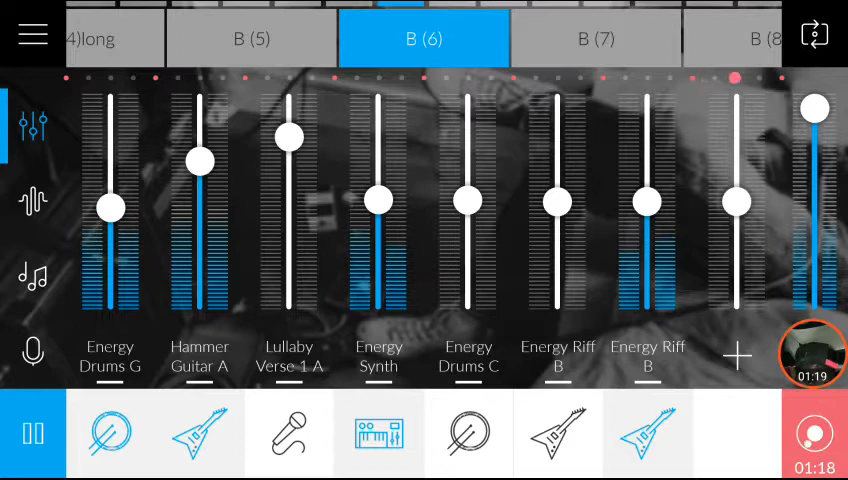 4)long
B (5)
B (6)
B (7)
B (8
Energy
Drums G
Hammer
Guitar A
Lullaby
Verse 1 A
Energy
Synth
Energy
Drums C
Energy Riff
B
Energy Riff
B
01:19
01:18